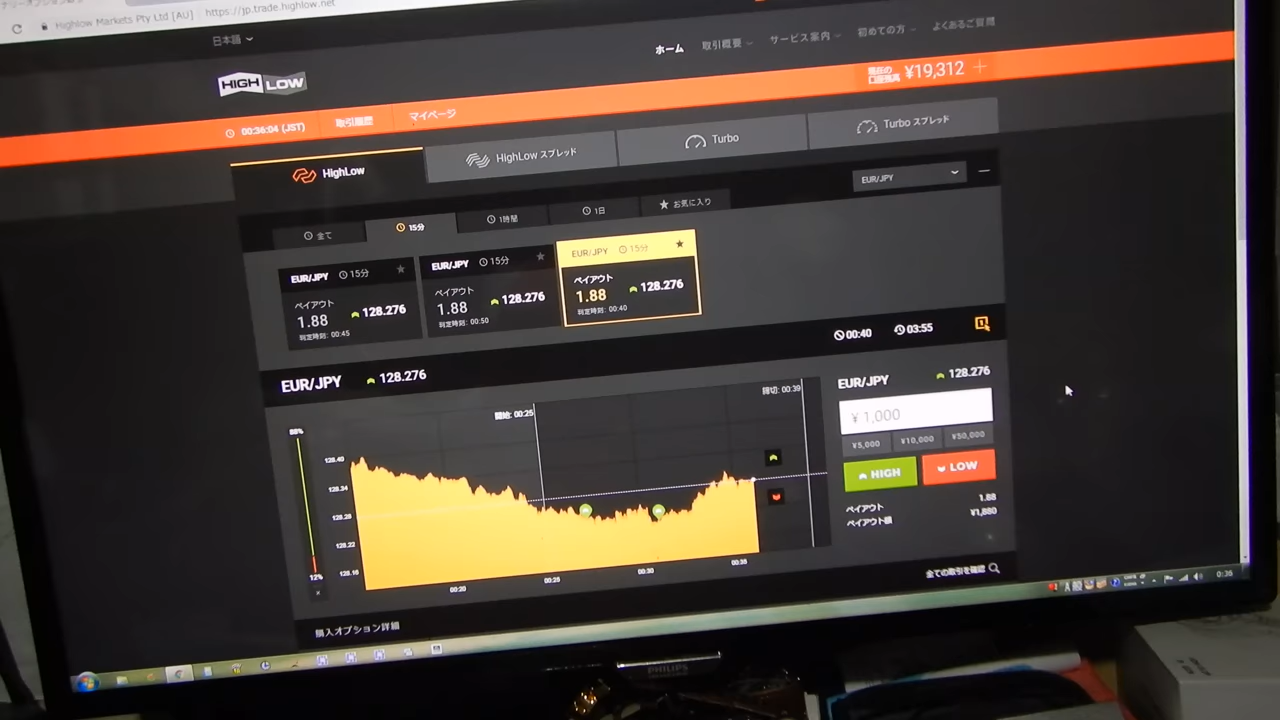 Highlow Markets Pty Ltd [AU] https://jp.trade.highlow.net
日本語
ホーム 取引概要 サービス案内 初めての方 よくあるご質問
HIGH LOW
現在の口座残高 ¥19,312
00:36:04 (JST) 取引履歴 マイページ
HighLow HighLow スプレッド Turbo Turbo スプレッド
EUR/JPY
全て 15分 1時間 1日 お気に入り
EUR/JPY 15分
ペイアウト
1.88 128.276
判定時刻: 00:45
EUR/JPY 15分
ペイアウト
1.88 128.276
判定時刻: 00:50
EUR/JPY 15分
ペイアウト
1.88 128.276
判定時刻: 00:40
00:40 03:55
EUR/JPY 128.276
88%
12%
開始: 00:25
締切: 00:39
128.40
128.34
128.28
128.22
128.16
00:20 00:25 00:30 00:35
EUR/JPY 128.276
¥ 1,000
¥5,000 ¥10,000 ¥50,000
HIGH LOW
ペイアウト 1.88
ペイアウト額 ¥1,880
全ての取引を確認
購入オプション詳細
0:36
PHILIPS